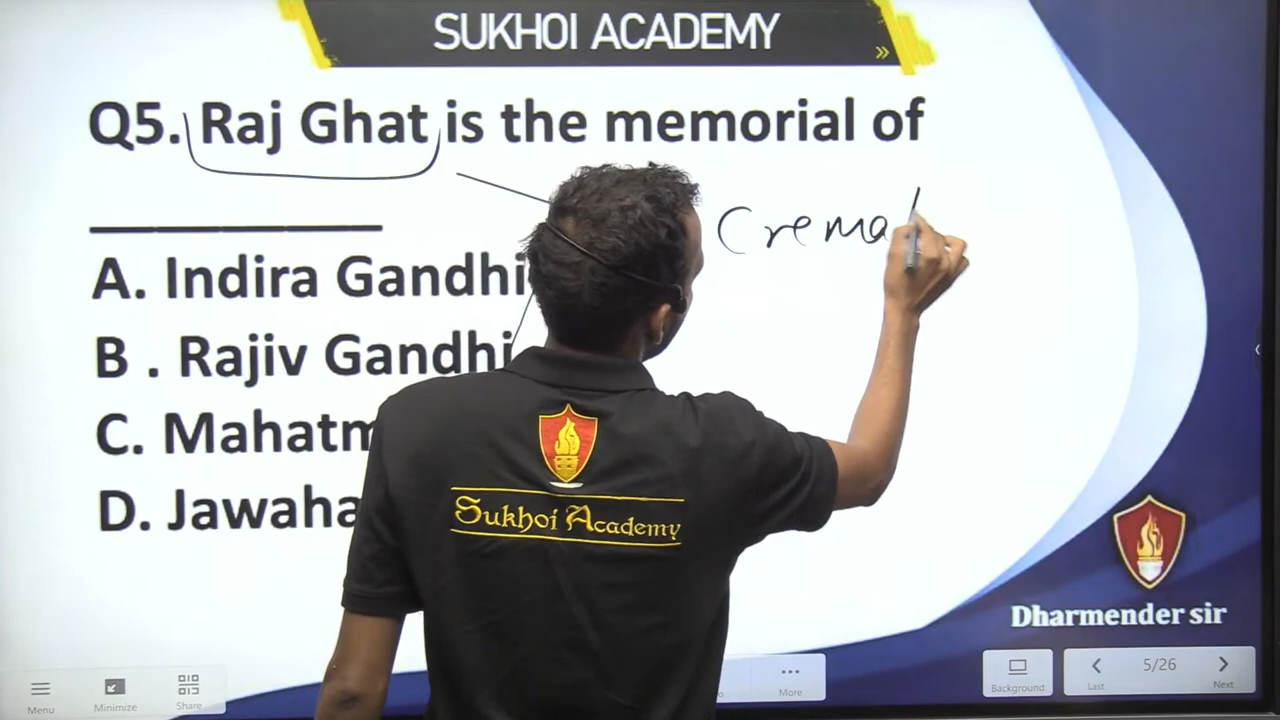 SUKHOI ACADEMY
Q5. Raj Ghat is the memorial of
Crema
A. Indira Gandhi
B . Rajiv Gandhi
C. Mahatm
D. Jawaha
Sukhoi Academy
Dharmender sir
Menu
Minimize
Share
More
Background
Last
5/26
Next